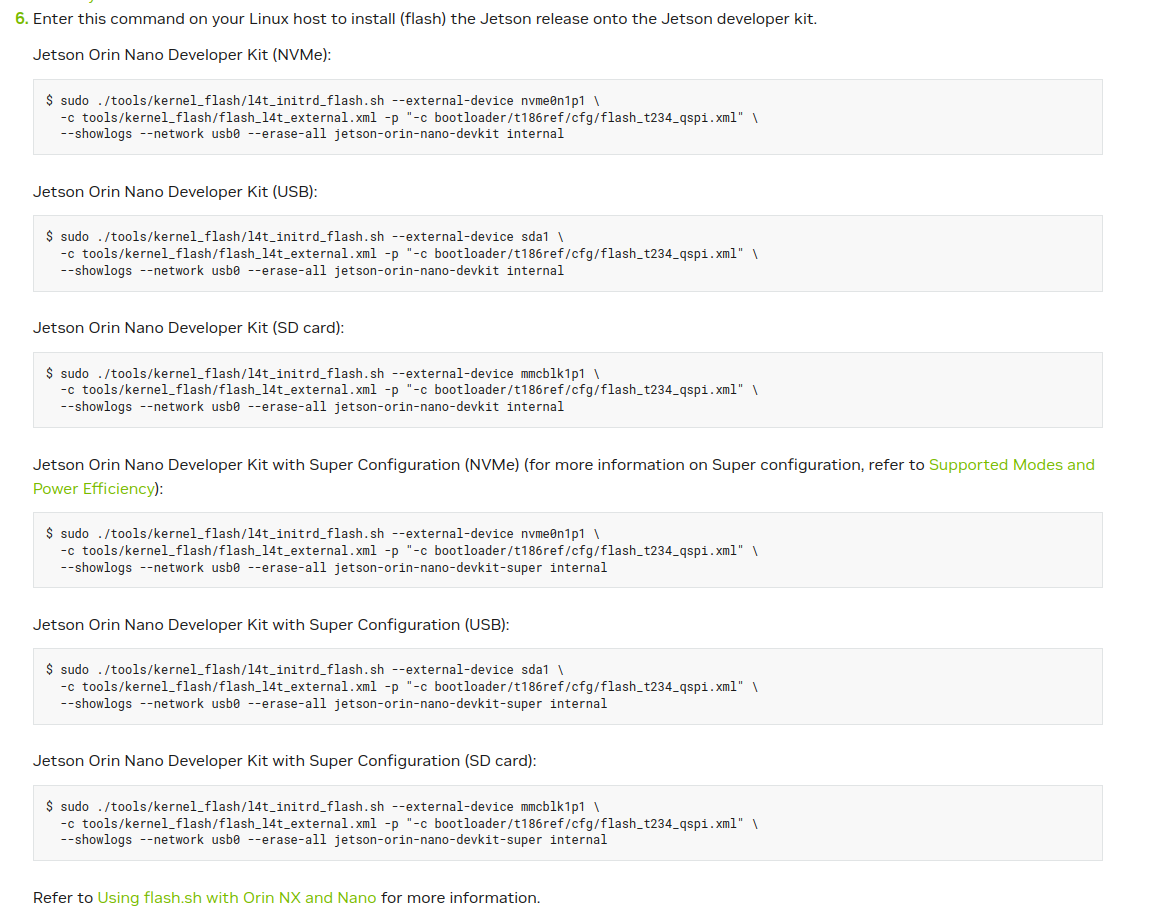 6. Enter this command on your Linux host to install (flash) the Jetson release onto the Jetson developer kit.
Jetson Orin Nano Developer Kit (NVMe):
$ sudo ./tools/kernel_flash/l4t_initrd_flash.sh --external-device nvme0n1p1 \
-c tools/kernel_flash/flash_l4t_external.xml -p "-c bootloader/t186ref/cfg/flash_t234_qspi.xml" \
--showlogs --network usb0 --erase-all jetson-orin-nano-devkit internal
Jetson Orin Nano Developer Kit (USB):
$ sudo ./tools/kernel_flash/l4t_initrd_flash.sh --external-device sda1 \
-c tools/kernel_flash/flash_l4t_external.xml -p "-c bootloader/t186ref/cfg/flash_t234_qspi.xml" \
--showlogs --network usb0 --erase-all jetson-orin-nano-devkit internal
Jetson Orin Nano Developer Kit (SD card):
$ sudo ./tools/kernel_flash/l4t_initrd_flash.sh --external-device mmcblk1p1 \
-c tools/kernel_flash/flash_l4t_external.xml -p "-c bootloader/t186ref/cfg/flash_t234_qspi.xml" \
--showlogs --network usb0 --erase-all jetson-orin-nano-devkit internal
Jetson Orin Nano Developer Kit with Super Configuration (NVMe) (for more information on Super configuration, refer to Supported Modes and
Power Efficiency):
$ sudo ./tools/kernel_flash/l4t_initrd_flash.sh --external-device nvme0n1p1 \
-c tools/kernel_flash/flash_l4t_external.xml -p "-c bootloader/t186ref/cfg/flash_t234_qspi.xml" \
--showlogs --network usb0 --erase-all jetson-orin-nano-devkit-super internal
Jetson Orin Nano Developer Kit with Super Configuration (USB):
$ sudo ./tools/kernel_flash/l4t_initrd_flash.sh --external-device sda1 \
-c tools/kernel_flash/flash_l4t_external.xml -p "-c bootloader/t186ref/cfg/flash_t234_qspi.xml" \
--showlogs --network usb0 --erase-all jetson-orin-nano-devkit-super internal
Jetson Orin Nano Developer Kit with Super Configuration (SD card):
$ sudo ./tools/kernel_flash/l4t_initrd_flash.sh --external-device mmcblk1p1 \
-c tools/kernel_flash/flash_l4t_external.xml -p "-c bootloader/t186ref/cfg/flash_t234_qspi.xml" \
--showlogs --network usb0 --erase-all jetson-orin-nano-devkit-super internal
Refer to Using flash.sh with Orin NX and Nano for more information.